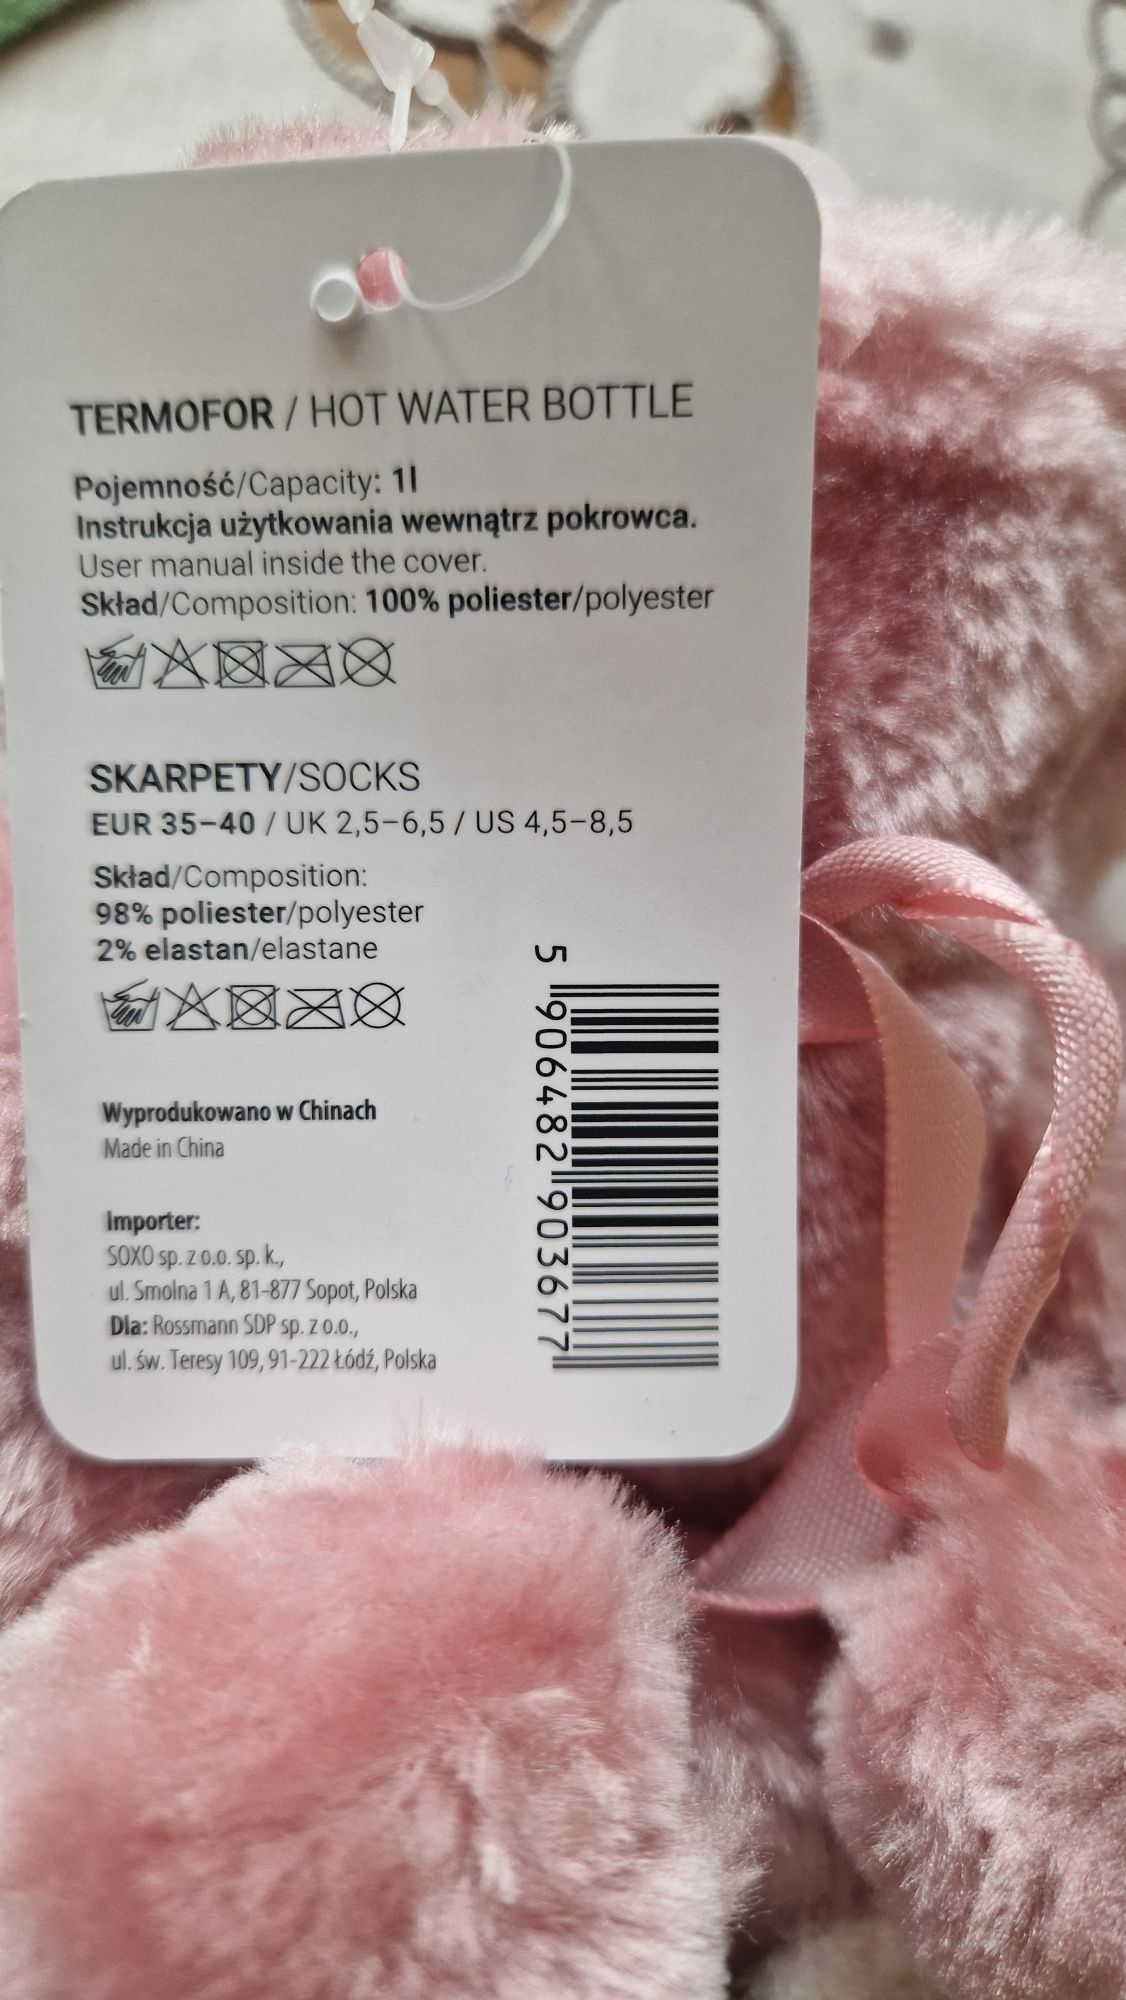 TERMOFOR / HOT WATER BOTTLE
Pojemność/Capacity: 1l
Instrukcja użytkowania wewnątrz pokrowca.
User manual inside the cover.
Skład/Composition: 100% poliester/polyester
SKARPETY/SOCKS
EUR 35–40 / UK 2,5–6,5 / US 4,5–8,5
Skład/Composition:
98% poliester/polyester
2% elastan/elastane
Wyprodukowano w Chinach
Made in China
Importer:
SOXO sp. z o.o. sp. k.,
ul. Smolna 1 A, 81-877 Sopot, Polska
Dla: Rossmann SDP sp. z o.o.,
ul. św. Teresy 109, 91-222 Łódź, Polska
5 906482 903677